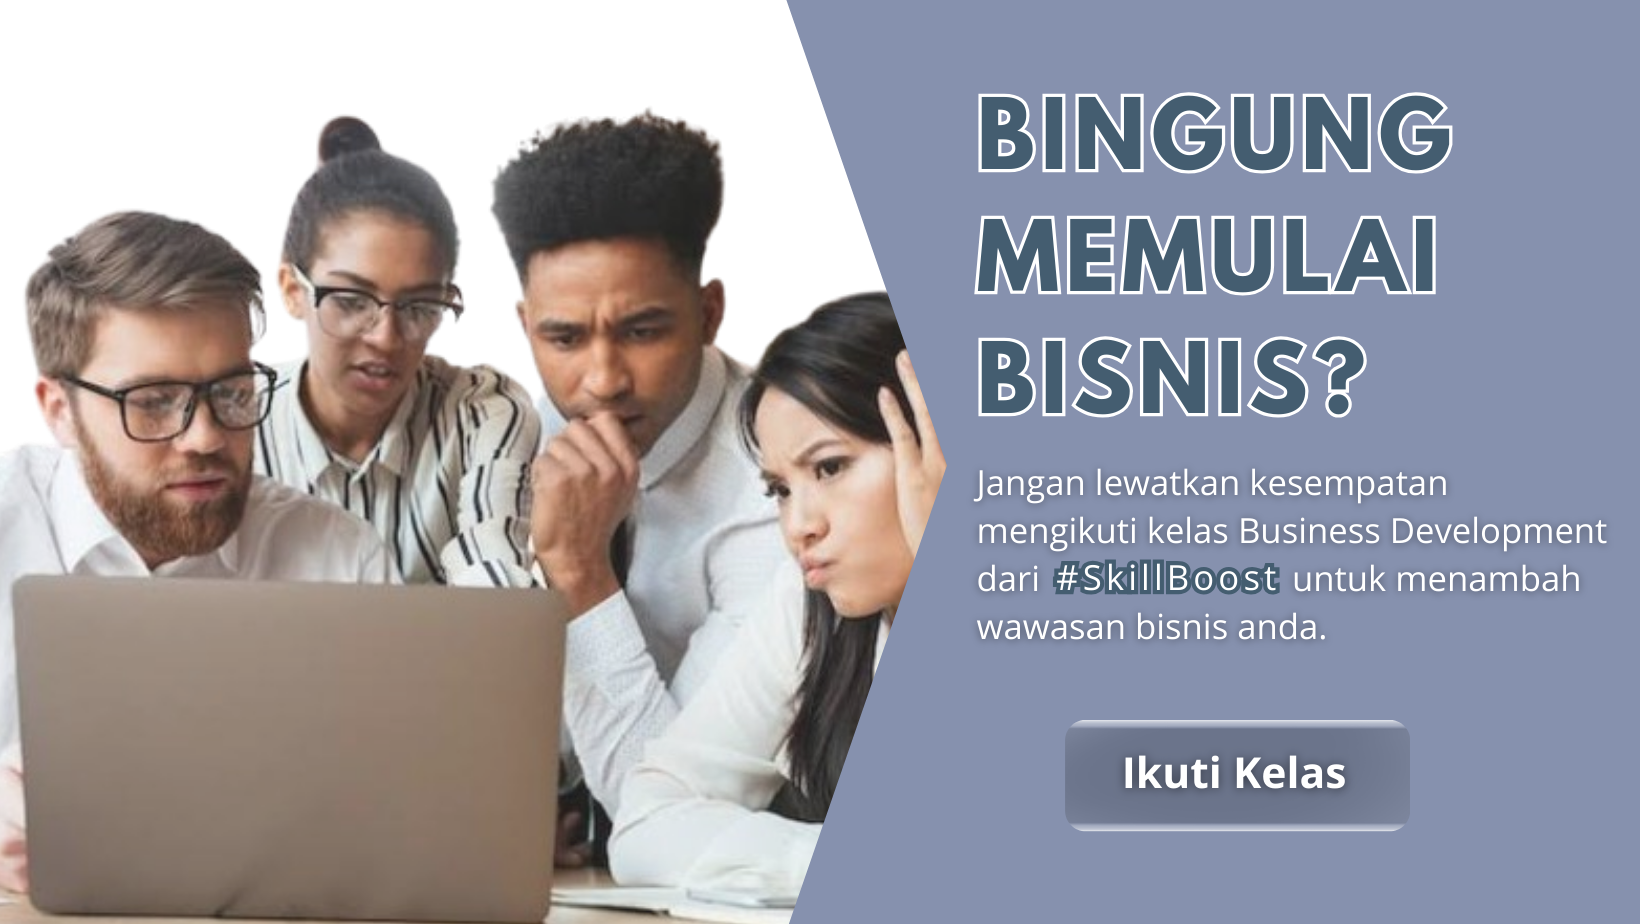 BINGUNG
MEMULAI
BISNIS?
Jangan lewatkan kesempatan
mengikuti kelas Business Development
dari #SkillBoost untuk menambah
wawasan bisnis anda.
Ikuti Kelas